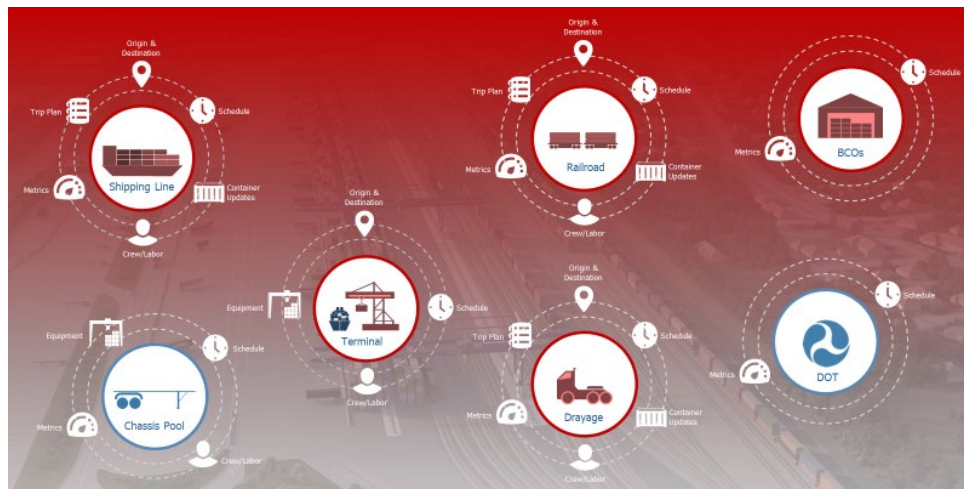 Origin &
Destination
Trip Plan
Schedule
Metrics
Shipping Line
Container
Updates
Crew/Labor
Origin &
Destination
Trip Plan
Schedule
Metrics
Railroad
Container
Updates
Crew/Labor
Schedule
Metrics
BCOs
Origin &
Destination
Equipment
Schedule
Terminal
Crew/Labor
Equipment
Schedule
Metrics
Chassis Pool
Crew/Labor
Origin &
Destination
Trip Plan
Schedule
Metrics
Drayage
Container
Updates
Crew/Labor
Schedule
Metrics
DOT